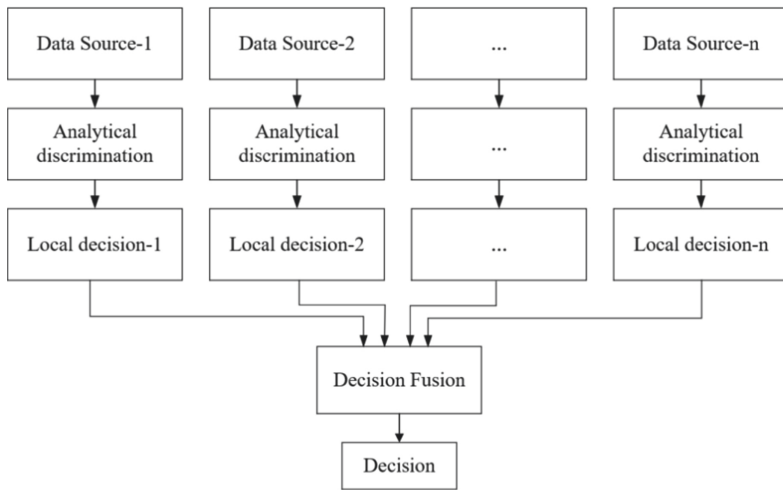 Data Source-1
Data Source-2
...
Data Source-n
Analytical
discrimination
Analytical
discrimination
...
Analytical
discrimination
Local decision-1
Local decision-2
...
Local decision-n
Decision Fusion
Decision